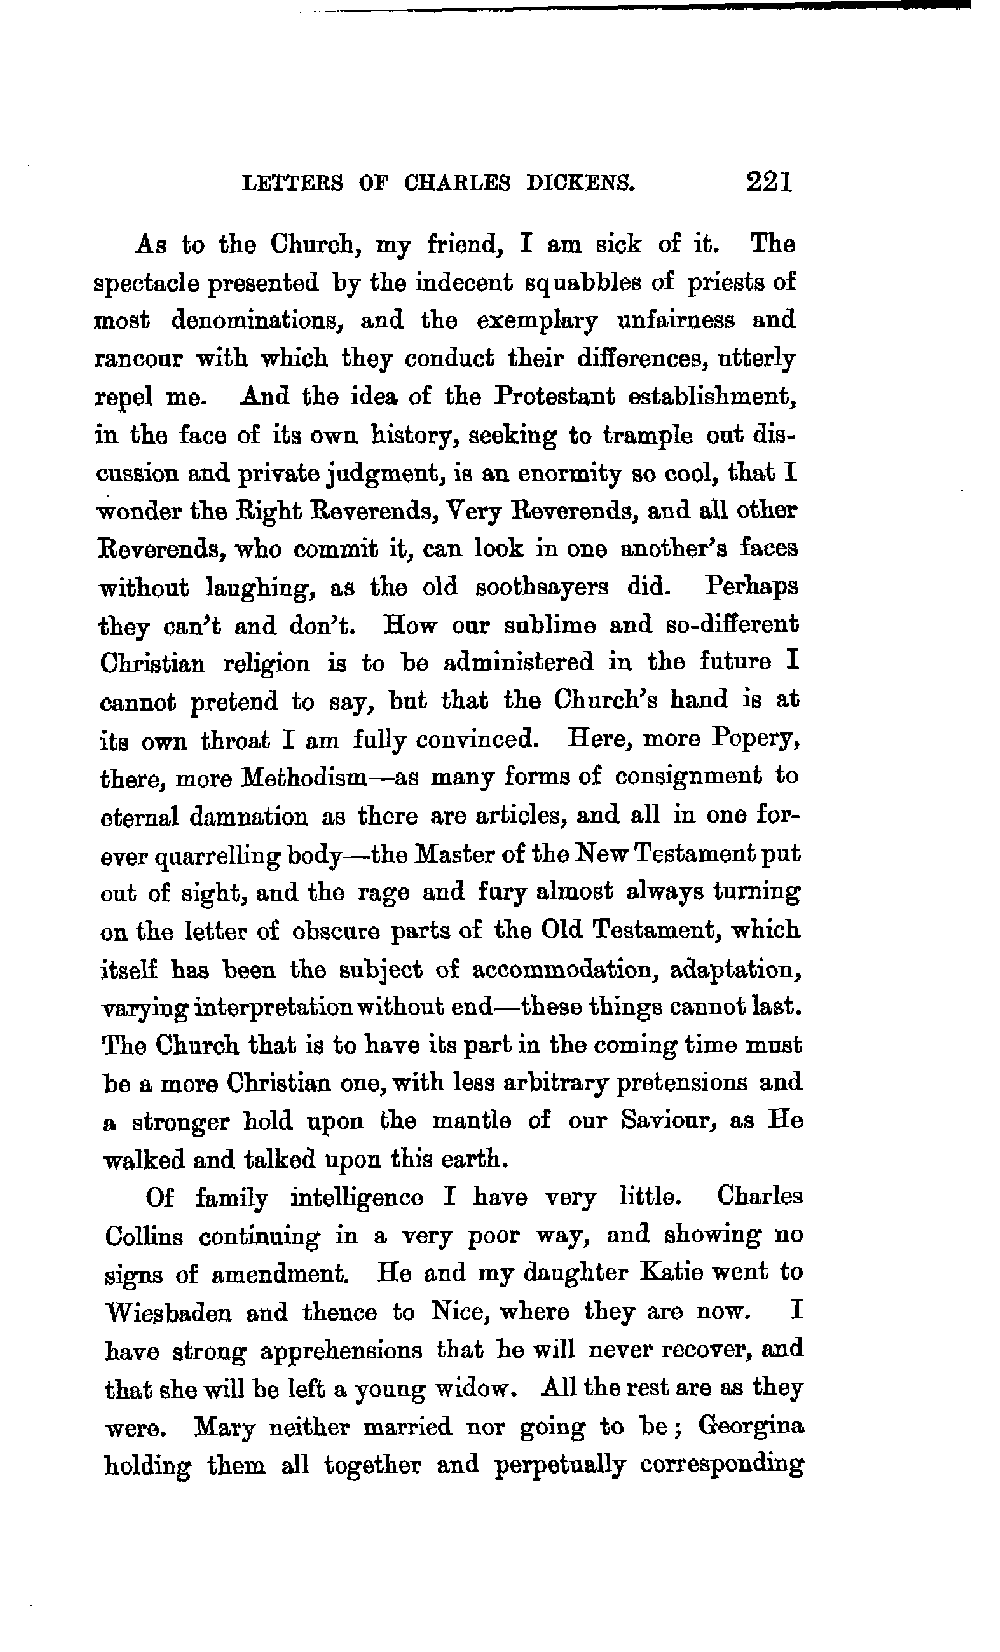 LETTERS OF CHARLES DICKENS. 221
As to the Church, my friend, I am sick of it. The
spectacle presented by the indecent squabbles of priests of
most denominations, and the exemplary unfairness and
rancour with which they conduct their differences, utterly
repel me. And the idea of the Protestant establishment,
in the face of its own history, seeking to trample out dis-
cussion and private judgment, is an enormity so cool, that I
wonder the Right Reverends, Very Reverends, and all other
Reverends, who commit it, can look in one another's faces
without laughing, as the old soothsayers did. Perhaps
they can't and don't. How our sublime and so-different
Christian religion is to be administered in the future I
cannot pretend to say, but that the Church's hand is at
its own throat I am fully convinced. Here, more Popery,
there, more Methodism—as many forms of consignment to
eternal damnation as there are articles, and all in one for-
ever quarrelling body—the Master of the New Testament put
out of sight, and the rage and fury almost always turning
on the letter of obscure parts of the Old Testament, which
itself has been the subject of accommodation, adaptation,
varying interpretation without end—these things cannot last.
The Church that is to have its part in the coming time must
be a more Christian one, with less arbitrary pretensions and
a stronger hold upon the mantle of our Saviour, as He
walked and talked upon this earth.
Of family intelligence I have very little. Charles
Collins continuing in a very poor way, and showing no
signs of amendment. He and my daughter Katie went to
Wiesbaden and thence to Nice, where they are now. I
have strong apprehensions that he will never recover, and
that she will be left a young widow. All the rest are as they
were. Mary neither married nor going to be; Georgina
holding them all together and perpetually corresponding